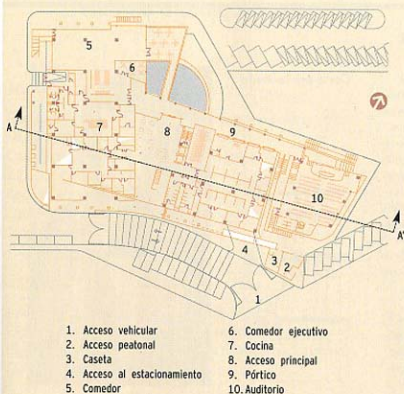 5
6
7
8
9
A
10
A'
4
3
2
1
1. Acceso vehicular
2. Acceso peatonal
3. Caseta
4. Acceso al estacionamiento
5. Comedor
6. Comedor ejecutivo
7. Cocina
8. Acceso principal
9. Pórtico
10. Auditorio